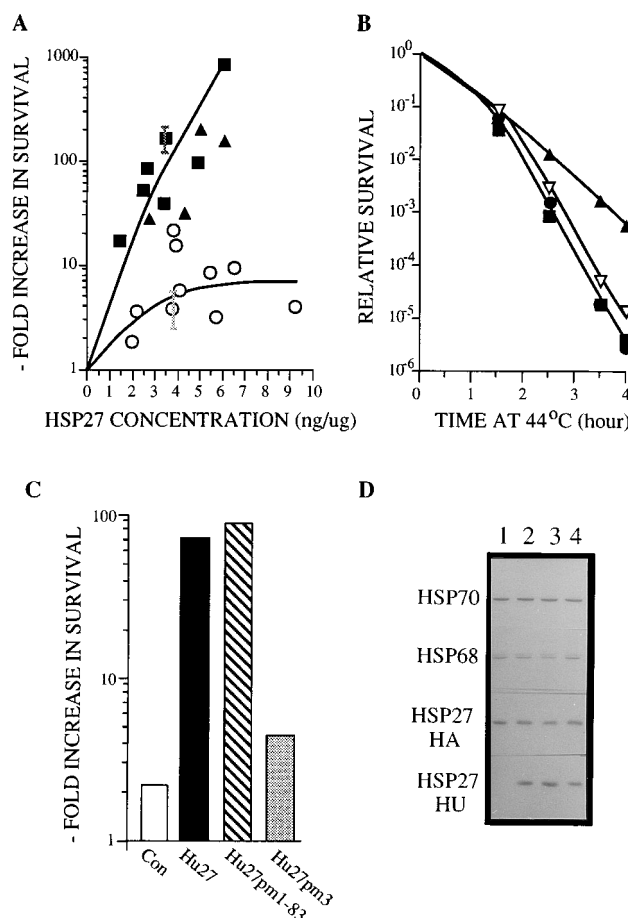 A
B
- FOLD INCREASE IN SURVIVAL
1000
100
10
1
0 1 2 3 4 5 6 7 8 9 10
HSP27 CONCENTRATION (ng/ug)
RELATIVE SURVIVAL
10^0
10^-1
10^-2
10^-3
10^-4
10^-5
10^-6
0 1 2 3 4
TIME AT 44°C (hour)
C
- FOLD INCREASE IN SURVIVAL
100
10
1
Con
Hu27
Hu27pm1-83
Hu27pm3
D
1 2 3 4
HSP70
HSP68
HSP27
HA
HSP27
HU